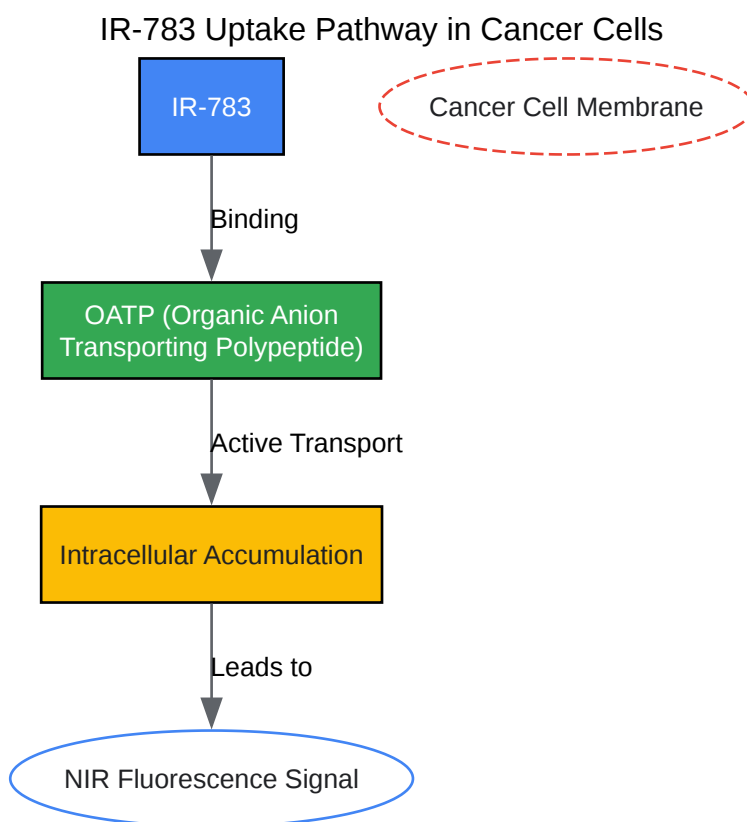 IR-783 Uptake Pathway in Cancer Cells
IR-783
Cancer Cell Membrane
Binding
OATP (Organic Anion
Transporting Polypeptide)
Active Transport
Intracellular Accumulation
Leads to
NIR Fluorescence Signal